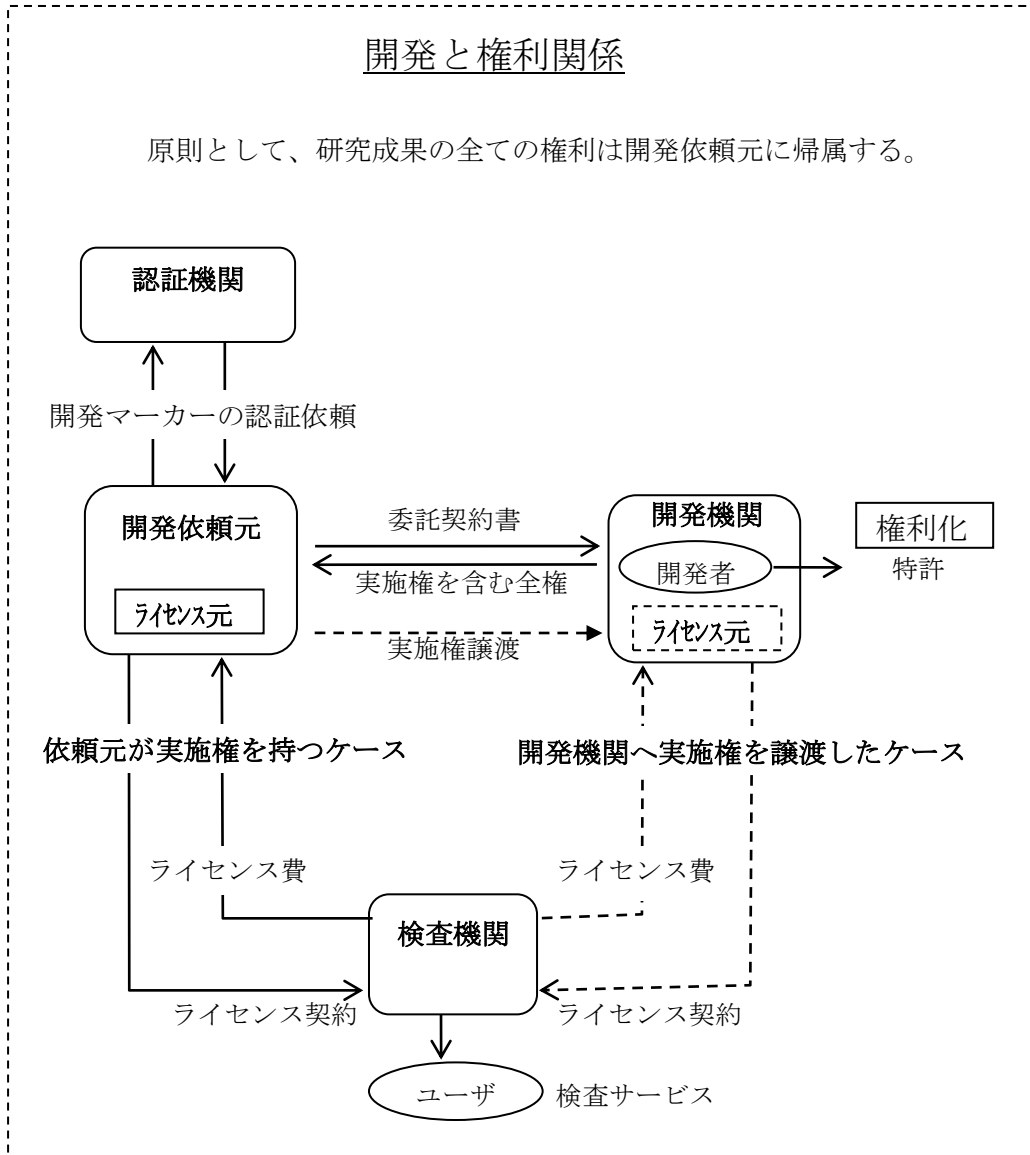 開発と権利関係
原則として、研究成果の全ての権利は開発依頼元に帰属する。
認証機関
開発マーカーの認証依頼
開発依頼元
ライセンス元
委託契約書
実施権を含む全権
実施権譲渡
開発機関
開発者
ライセンス元
権利化
特許
依頼元が実施権を持つケース
開発機関へ実施権を譲渡したケース
ライセンス費
ライセンス費
検査機関
ライセンス契約
ライセンス契約
ユーザ
検査サービス